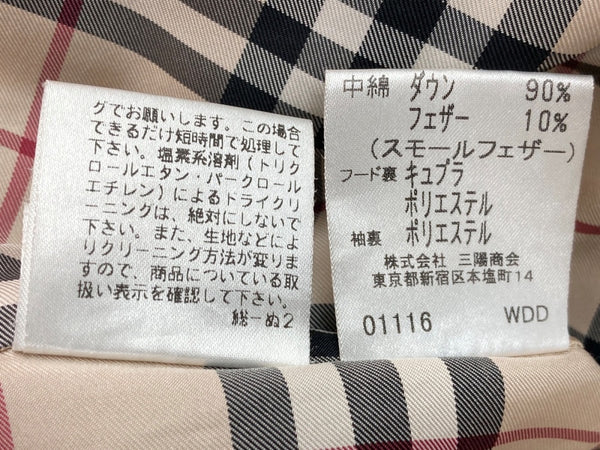 グでお願いします。この場合
できるだけ短時間で処理して
下さい。塩素系溶剤(トリク
ロールエタン・パークロール
エチレン)によるトライクリ
ーニングは、絶対にしないで
下さい。また、生地などによ
りクリーニング方法が変りま
すので、商品についている取
扱い表示を確認して下さい。
総一ぬ2
中綿 ダウン 90%
フェザー 10%
(スモールフェザー)
フード裏 キュプラ
ポリエステル
袖裏 ポリエステル
株式会社 三陽商会
東京都新宿区本塩町14
01116 WDD